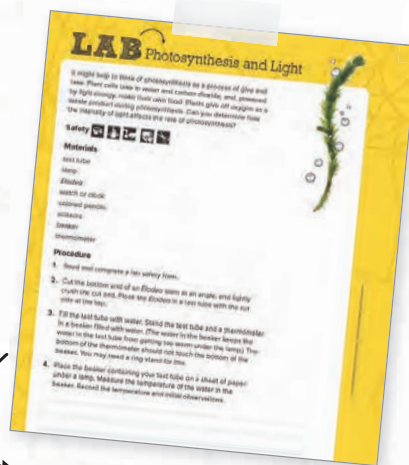 LAB Photosynthesis and Light
It might help to think of photosynthesis as a process of give and
take. Plant cells take in water and carbon dioxide, and, powered
by light energy, make their own food. Plants give off oxygen as a
waste product during photosynthesis. Can you determine how
the intensity of light affects the rate of photosynthesis?
Safety
Materials
test tube
lamp
Elodea
watch or clock
colored pencils
scissors
beaker
thermometer
Procedure
1. Read and complete a lab safety form.
2. Cut the bottom end of an Elodea stem at an angle, and lightly
crush the cut end. Place the Elodea in a test tube with the cut
side at the top.
3. Fill the test tube with water. Stand the test tube and a thermometer
in a beaker filled with water. (The water in the beaker keeps the
water in the test tube from getting too warm under the lamp.) The
bottom of the thermometer should not touch the bottom of the
beaker. You may need a ring stand for this.
4. Place the beaker containing your test tube on a sheet of paper
under a lamp. Measure the temperature of the water in the
beaker. Record the temperature and initial observations.